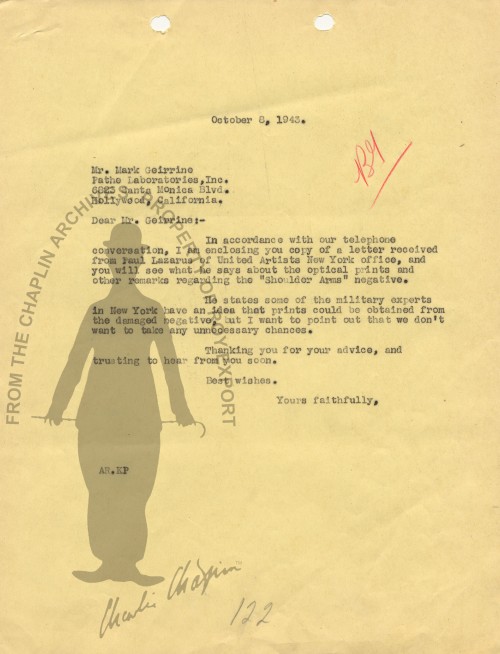 October 8, 1943.
Mr. Mark Geirrine
Pathe Laboratories,Inc.
6823 Santa Monica Blvd.
Hollywood, California.
Dear Mr. Geirrine:-
In accordance with our telephone
conversation, I am enclosing you copy of a letter received
from Paul Lazarus of United Artists New York office, and
you will see what he says about the optical prints and
other remarks regarding the "Shoulder Arms" negative.
He states some of the military experts
in New York have an idea that prints could be obtained from
the damaged negative, but I want to point out that we don't
want to take any unnecessary chances.
Thanking you for your advice, and
trusting to hear from you soon.
Best wishes.
Yours faithfully,
AR.KP
FROM THE CHAPLIN ARCHIVES, PROPERTY OF ROY EXPORT
Charlie Chaplin
122